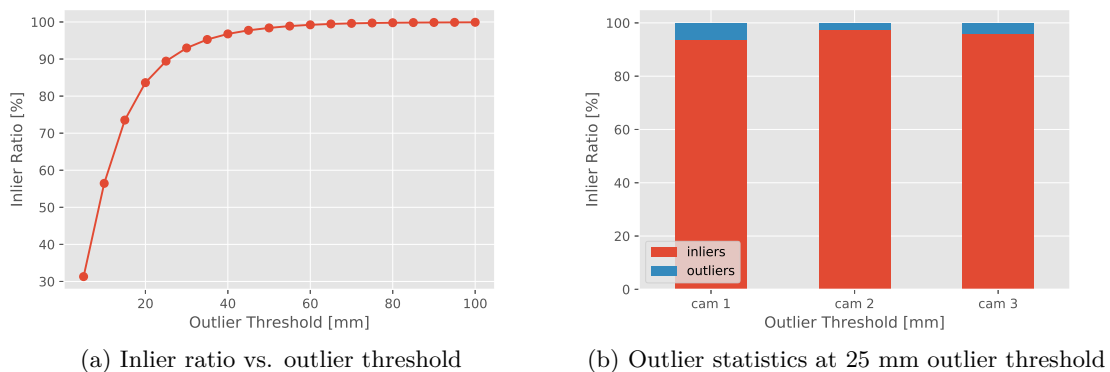 100
90
80
70
60
50
40
30
Inlier Ratio [%]
20 40 60 80 100
Outlier Threshold [mm]
(a) Inlier ratio vs. outlier threshold
100
80
60
40
20
0
Inlier Ratio [%]
inliers
outliers
cam 1 cam 2 cam 3
Outlier Threshold [mm]
(b) Outlier statistics at 25 mm outlier threshold